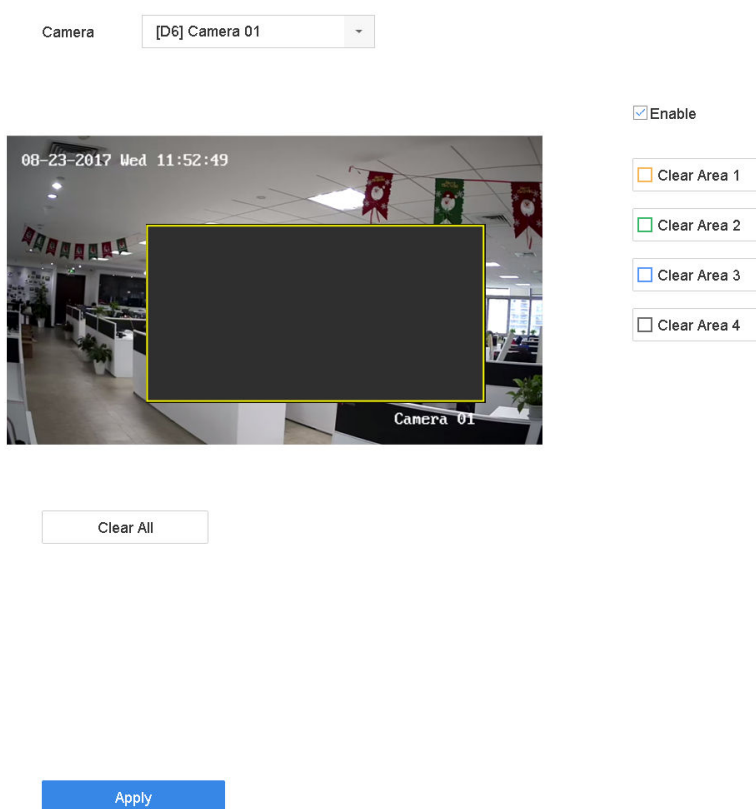 Camera
[D6] Camera 01
Enable
08-23-2017 Wed 11:52:49
Clear Area 1
Clear Area 2
Clear Area 3
Clear Area 4
Camera 01
Clear All
Apply